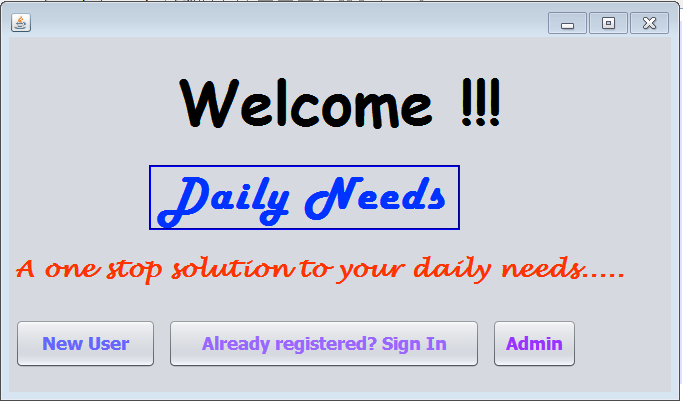 Welcome !!!
Daily Needs
A one stop solution to your daily needs.....
New User
Already registered? Sign In
Admin